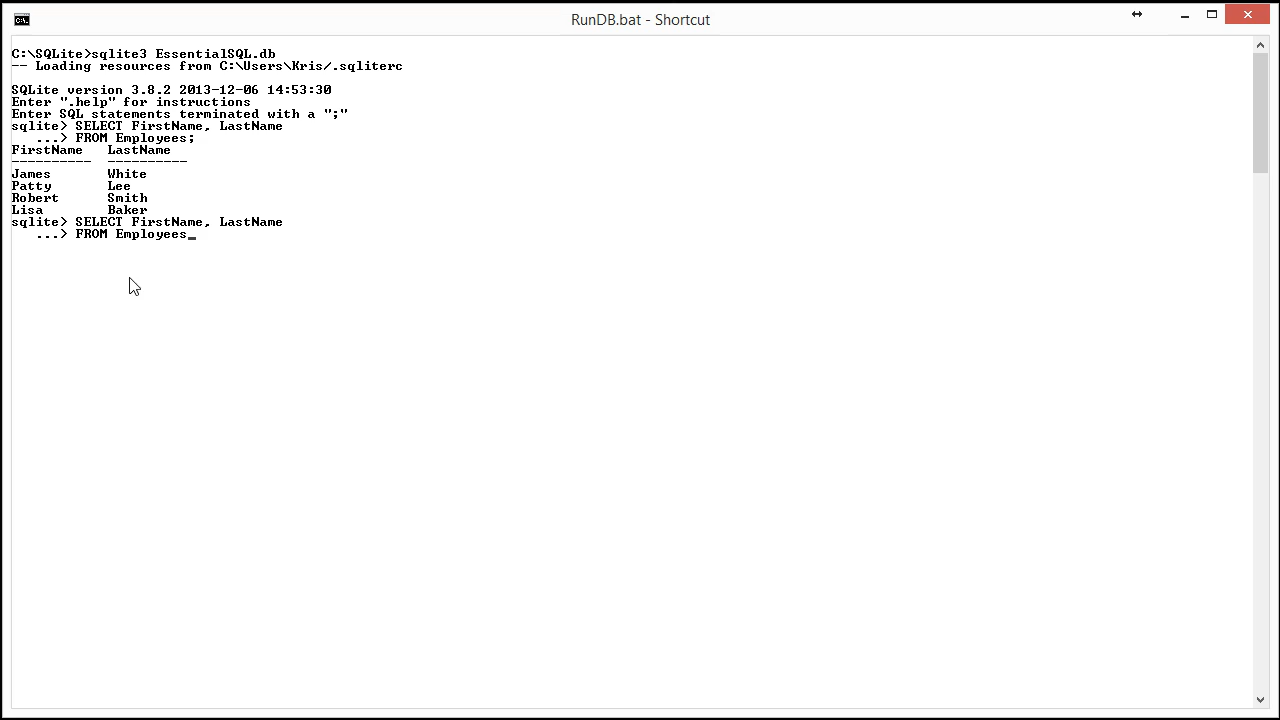 RunDB.bat - Shortcut
C:\SQLite>sqlite3 EssentialSQL.db
-- Loading resources from C:\Users\Kris/.sqliterc
SQLite version 3.8.2 2013-12-06 14:53:30
Enter ".help" for instructions
Enter SQL statements terminated with a ";"
sqlite> SELECT FirstName, LastName
   ...> FROM Employees;
FirstName   LastName
----------  ----------
James       White
Patty       Lee
Robert      Smith
Lisa        Baker
sqlite> SELECT FirstName, LastName
   ...> FROM Employees_